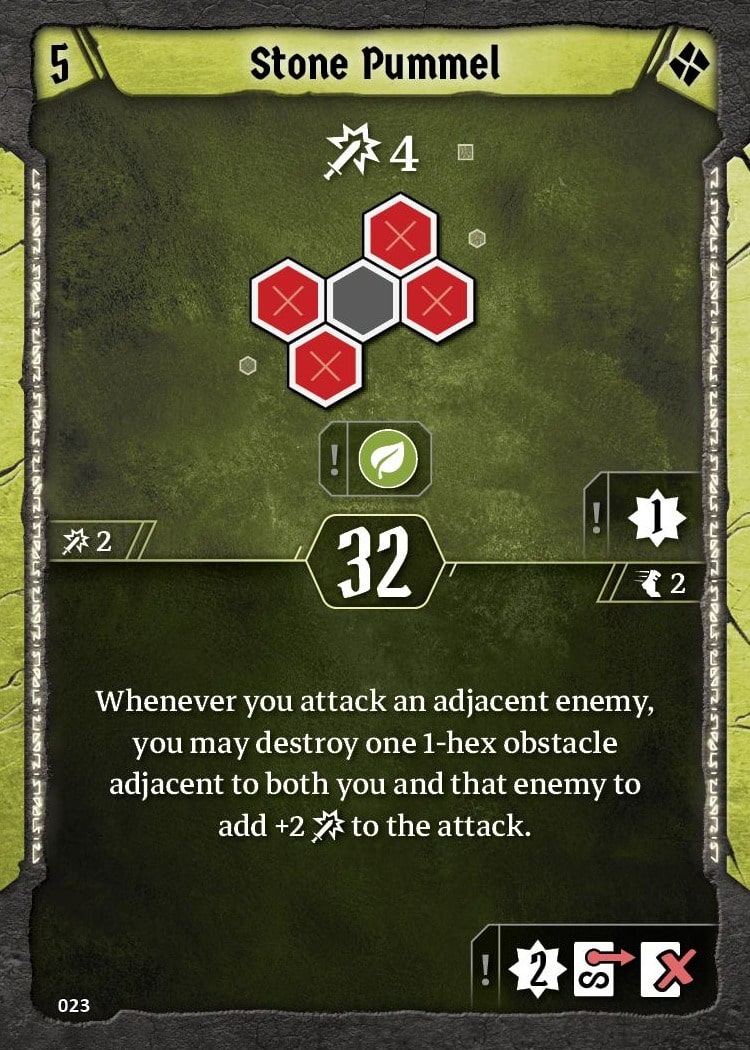 5
Stone Pummel
4
1
2
32
2
Whenever you attack an adjacent enemy,
you may destroy one 1-hex obstacle
adjacent to both you and that enemy to
add +2 to the attack.
2
023